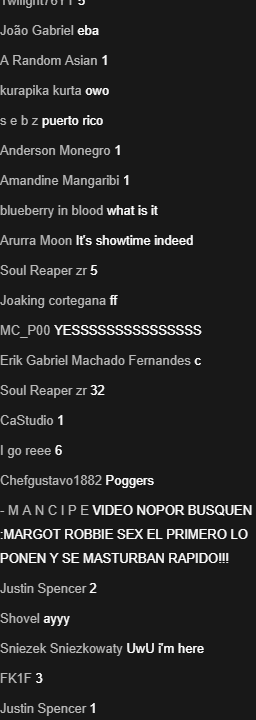 Twilight76YT 5
João Gabriel eba
A Random Asian 1
kurapika kurta owo
s e b z puerto rico
Anderson Monegro 1
Amandine Mangaribi 1
blueberry in blood what is it
Arurra Moon It's showtime indeed
Soul Reaper zr 5
Joaking cortegana ff
MC_P00 YESSSSSSSSSSSSSSS
Erik Gabriel Machado Fernandes c
Soul Reaper zr 32
CaStudio 1
I go reee 6
Chefgustavo1882 Poggers
- M A N C I P E VIDEO NOPOR BUSQUEN
:MARGOT ROBBIE SEX EL PRIMERO LO
PONEN Y SE MASTURBAN RAPIDO!!!
Justin Spencer 2
Shovel ayyy
Sniezek Sniezkowaty UwU i'm here
FK1F 3
Justin Spencer 1